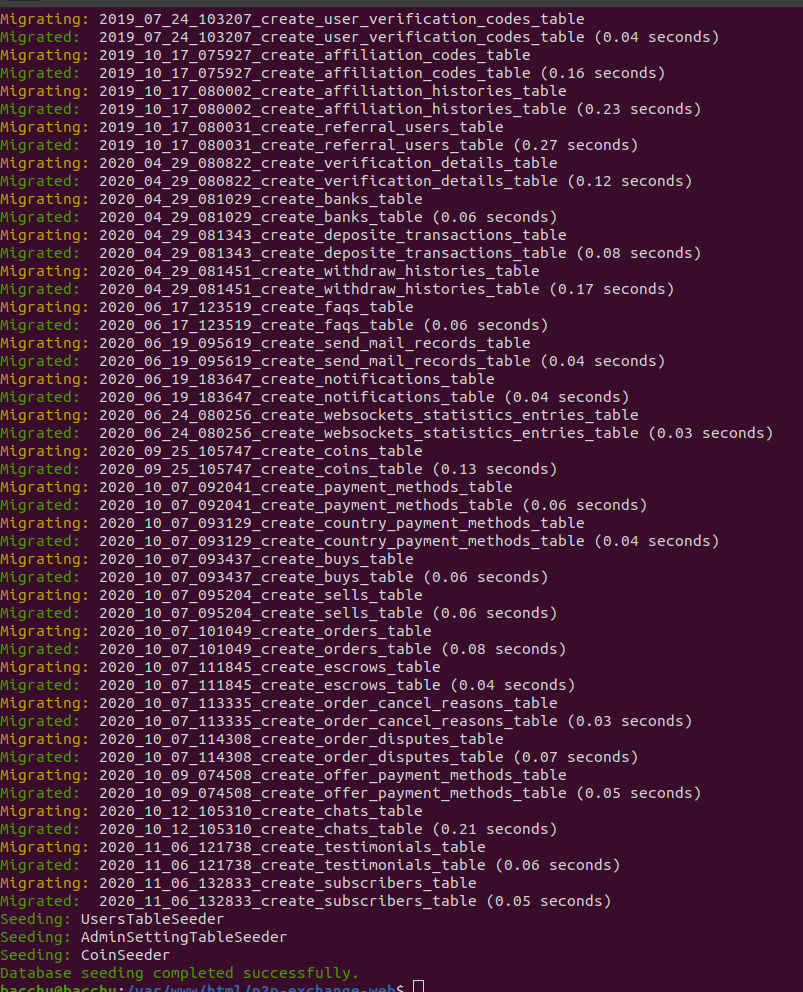 Migrating: 2019_07_24_103207_create_user_verification_codes_table
Migrated:  2019_07_24_103207_create_user_verification_codes_table (0.04 seconds)
Migrating: 2019_10_17_075927_create_affiliation_codes_table
Migrated:  2019_10_17_075927_create_affiliation_codes_table (0.16 seconds)
Migrating: 2019_10_17_080002_create_affiliation_histories_table
Migrated:  2019_10_17_080002_create_affiliation_histories_table (0.23 seconds)
Migrating: 2019_10_17_080031_create_referral_users_table
Migrated:  2019_10_17_080031_create_referral_users_table (0.27 seconds)
Migrating: 2020_04_29_080822_create_verification_details_table
Migrated:  2020_04_29_080822_create_verification_details_table (0.12 seconds)
Migrating: 2020_04_29_081029_create_banks_table
Migrated:  2020_04_29_081029_create_banks_table (0.06 seconds)
Migrating: 2020_04_29_081343_create_deposite_transactions_table
Migrated:  2020_04_29_081343_create_deposite_transactions_table (0.08 seconds)
Migrating: 2020_04_29_081451_create_withdraw_histories_table
Migrated:  2020_04_29_081451_create_withdraw_histories_table (0.17 seconds)
Migrating: 2020_06_17_123519_create_faqs_table
Migrated:  2020_06_17_123519_create_faqs_table (0.06 seconds)
Migrating: 2020_06_19_095619_create_send_mail_records_table
Migrated:  2020_06_19_095619_create_send_mail_records_table (0.04 seconds)
Migrating: 2020_06_19_183647_create_notifications_table
Migrated:  2020_06_19_183647_create_notifications_table (0.04 seconds)
Migrating: 2020_06_24_080256_create_websockets_statistics_entries_table
Migrated:  2020_06_24_080256_create_websockets_statistics_entries_table (0.03 seconds)
Migrating: 2020_09_25_105747_create_coins_table
Migrated:  2020_09_25_105747_create_coins_table (0.13 seconds)
Migrating: 2020_10_07_092041_create_payment_methods_table
Migrated:  2020_10_07_092041_create_payment_methods_table (0.06 seconds)
Migrating: 2020_10_07_093129_create_country_payment_methods_table
Migrated:  2020_10_07_093129_create_country_payment_methods_table (0.04 seconds)
Migrating: 2020_10_07_093437_create_buys_table
Migrated:  2020_10_07_093437_create_buys_table (0.06 seconds)
Migrating: 2020_10_07_095204_create_sells_table
Migrated:  2020_10_07_095204_create_sells_table (0.06 seconds)
Migrating: 2020_10_07_101049_create_orders_table
Migrated:  2020_10_07_101049_create_orders_table (0.08 seconds)
Migrating: 2020_10_07_111845_create_escrows_table
Migrated:  2020_10_07_111845_create_escrows_table (0.04 seconds)
Migrating: 2020_10_07_113335_create_order_cancel_reasons_table
Migrated:  2020_10_07_113335_create_order_cancel_reasons_table (0.03 seconds)
Migrating: 2020_10_07_114308_create_order_disputes_table
Migrated:  2020_10_07_114308_create_order_disputes_table (0.07 seconds)
Migrating: 2020_10_09_074508_create_offer_payment_methods_table
Migrated:  2020_10_09_074508_create_offer_payment_methods_table (0.05 seconds)
Migrating: 2020_10_12_105310_create_chats_table
Migrated:  2020_10_12_105310_create_chats_table (0.21 seconds)
Migrating: 2020_11_06_121738_create_testimonials_table
Migrated:  2020_11_06_121738_create_testimonials_table (0.06 seconds)
Migrating: 2020_11_06_132833_create_subscribers_table
Migrated:  2020_11_06_132833_create_subscribers_table (0.05 seconds)
Seeding: UsersTableSeeder
Seeding: AdminSettingTableSeeder
Seeding: CoinSeeder
Database seeding completed successfully.
bacchu@bacchu:/var/www/html/p2p-exchange-web$